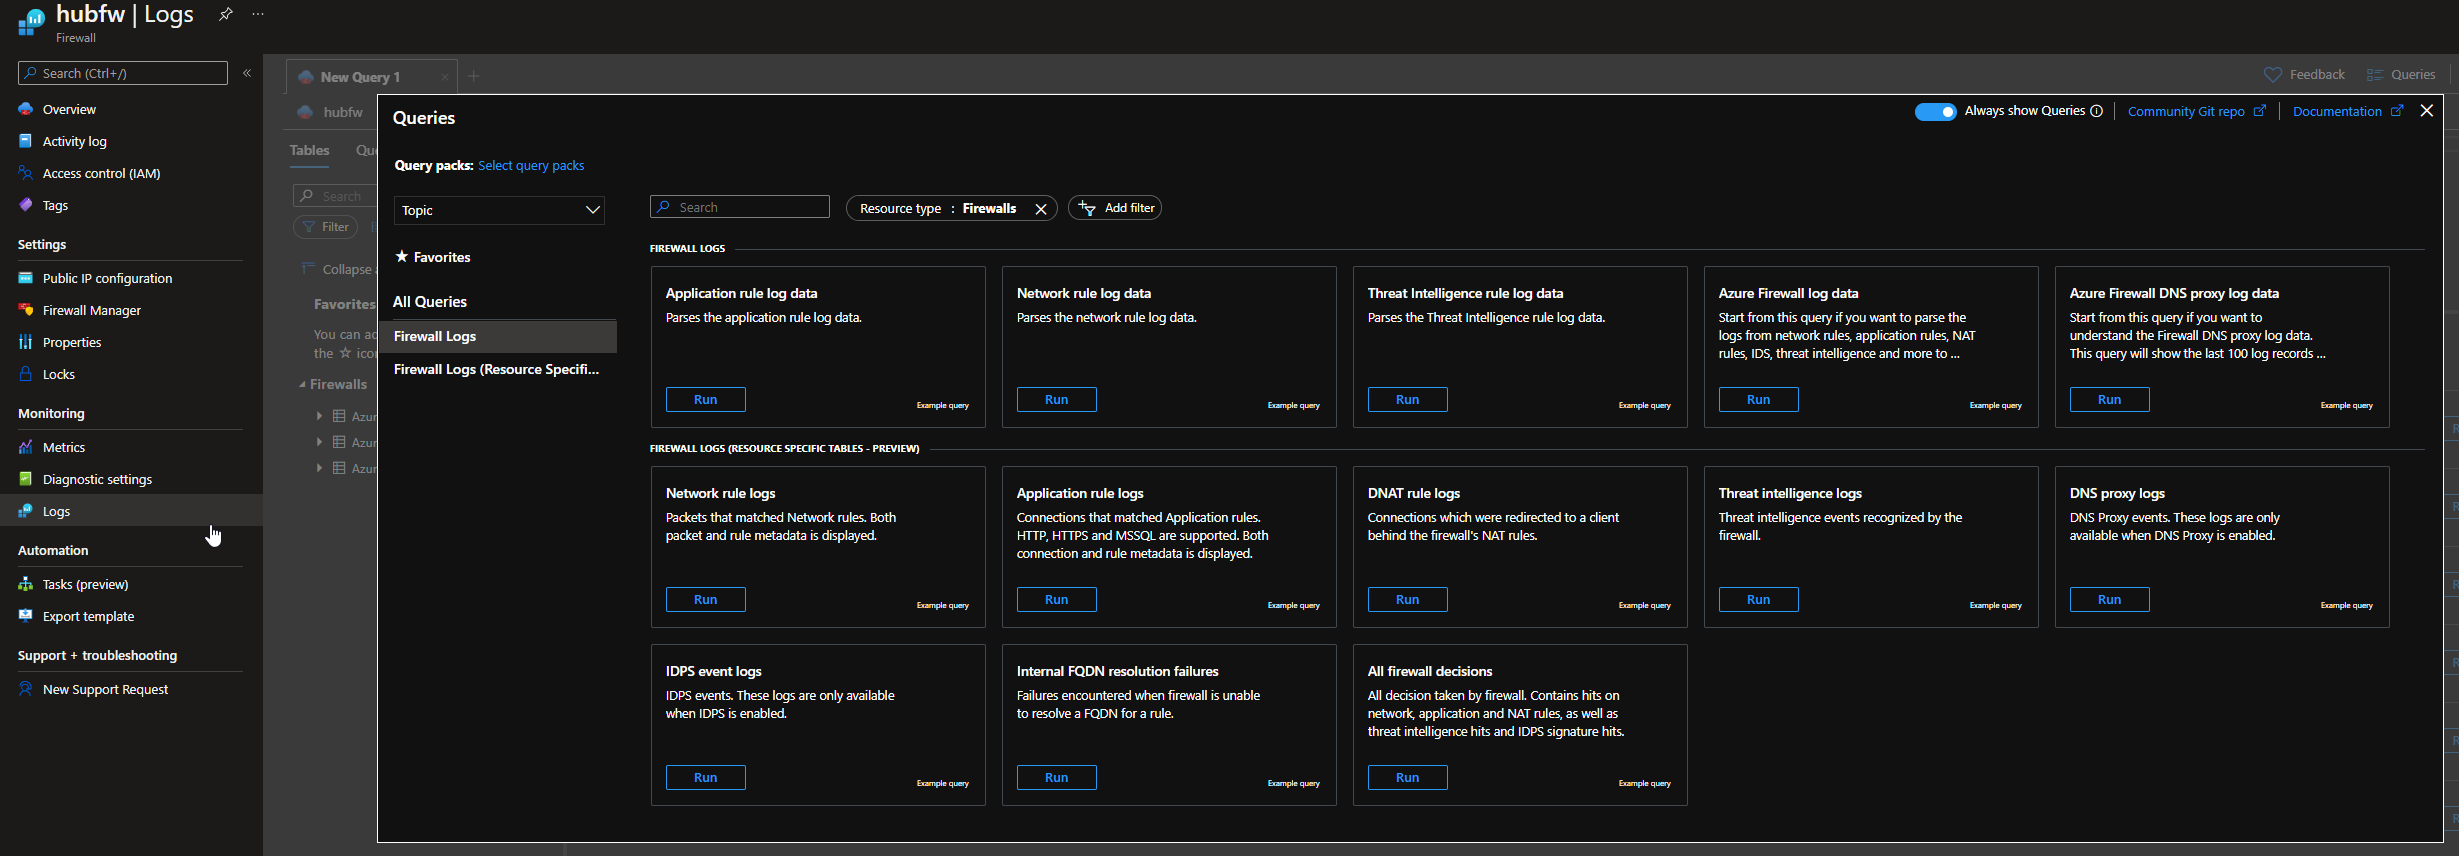 hubfw | Logs
Firewall
Search (Ctrl+/)
Overview
Activity log
Access control (IAM)
Tags
Settings
Public IP configuration
Firewall Manager
Properties
Locks
Monitoring
Metrics
Diagnostic settings
Logs
Automation
Tasks (preview)
Export template
Support + troubleshooting
New Support Request
New Query 1
Feedback
Queries
hubfw
Tables
Search
Filter
Collapse
Favorites
You can
the ☆
Firewalls
Queries
Always show Queries
Community Git repo
Documentation
Query packs: Select query packs
Topic
Search
Resource type : Firewalls
Add filter
★ Favorites
All Queries
Firewall Logs
Firewall Logs (Resource Specifi...
FIREWALL LOGS
Application rule log data
Parses the application rule log data.
Run
Example query
Network rule log data
Parses the network rule log data.
Run
Example query
Threat Intelligence rule log data
Parses the Threat Intelligence rule log data.
Run
Example query
Azure Firewall log data
Start from this query if you want to parse the
logs from network rules, application rules, NAT
rules, IDS, threat intelligence and more to ...
Run
Example query
Azure Firewall DNS proxy log data
Start from this query if you want to
understand the Firewall DNS proxy log data.
This query will show the last 100 log records ...
Run
Example query
FIREWALL LOGS (RESOURCE SPECIFIC TABLES - PREVIEW)
Network rule logs
Packets that matched Network rules. Both
packet and rule metadata is displayed.
Run
Example query
Application rule logs
Connections that matched Application rules.
HTTP, HTTPS and MSSQL are supported. Both
connection and rule metadata is displayed.
Run
Example query
DNAT rule logs
Connections which were redirected to a client
behind the firewall's NAT rules.
Run
Example query
Threat intelligence logs
Threat intelligence events recognized by the
firewall.
Run
Example query
DNS proxy logs
DNS Proxy events. These logs are only
available when DNS Proxy is enabled.
Run
Example query
IDPS event logs
IDPS events. These logs are only available
when IDPS is enabled.
Run
Example query
Internal FQDN resolution failures
Failures encountered when firewall is unable
to resolve a FQDN for a rule.
Run
Example query
All firewall decisions
All decision taken by firewall. Contains hits on
network, application and NAT rules, as well as
threat intelligence hits and IDPS signature hits.
Run
Example query